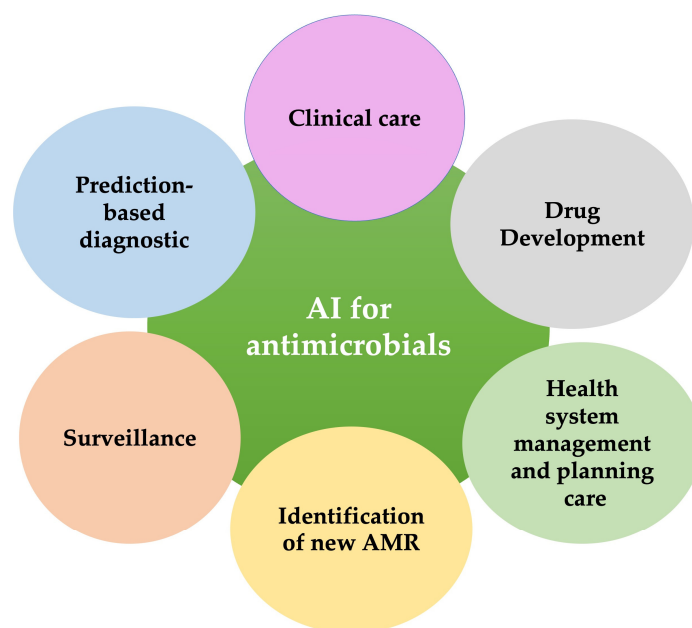 Clinical care
Prediction-
based
diagnostic
Drug
Development
AI for
antimicrobials
Surveillance
Health
system
management
and planning
care
Identification
of new AMR